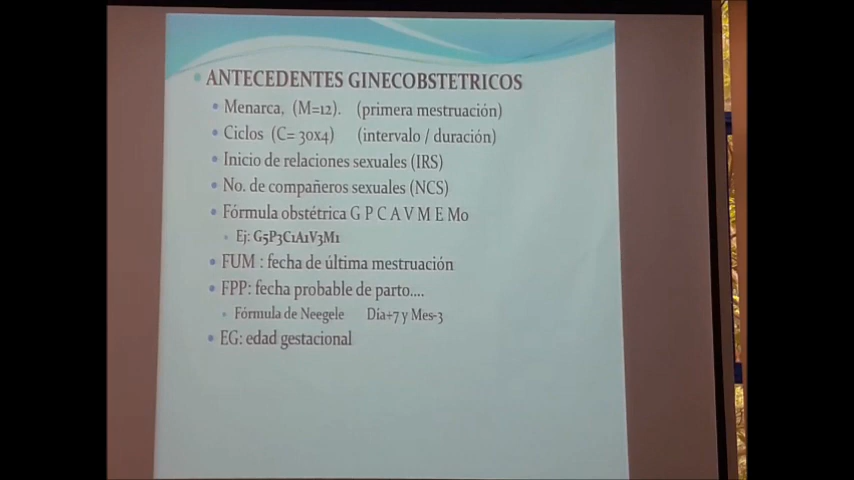 ANTECEDENTES GINECOBSTETRICOS
Menarca, (M=12). (primera mestruación)
Ciclos (C= 30x4) (intervalo / duración)
Inicio de relaciones sexuales (IRS)
No. de compañeros sexuales (NCS)
Fórmula obstétrica G P C A V M E Mo
Ej: G5P3C1A1V3M1
FUM : fecha de última mestruación
FPP: fecha probable de parto....
Fórmula de Neegele Dia+7 y Mes-3
EG: edad gestacional